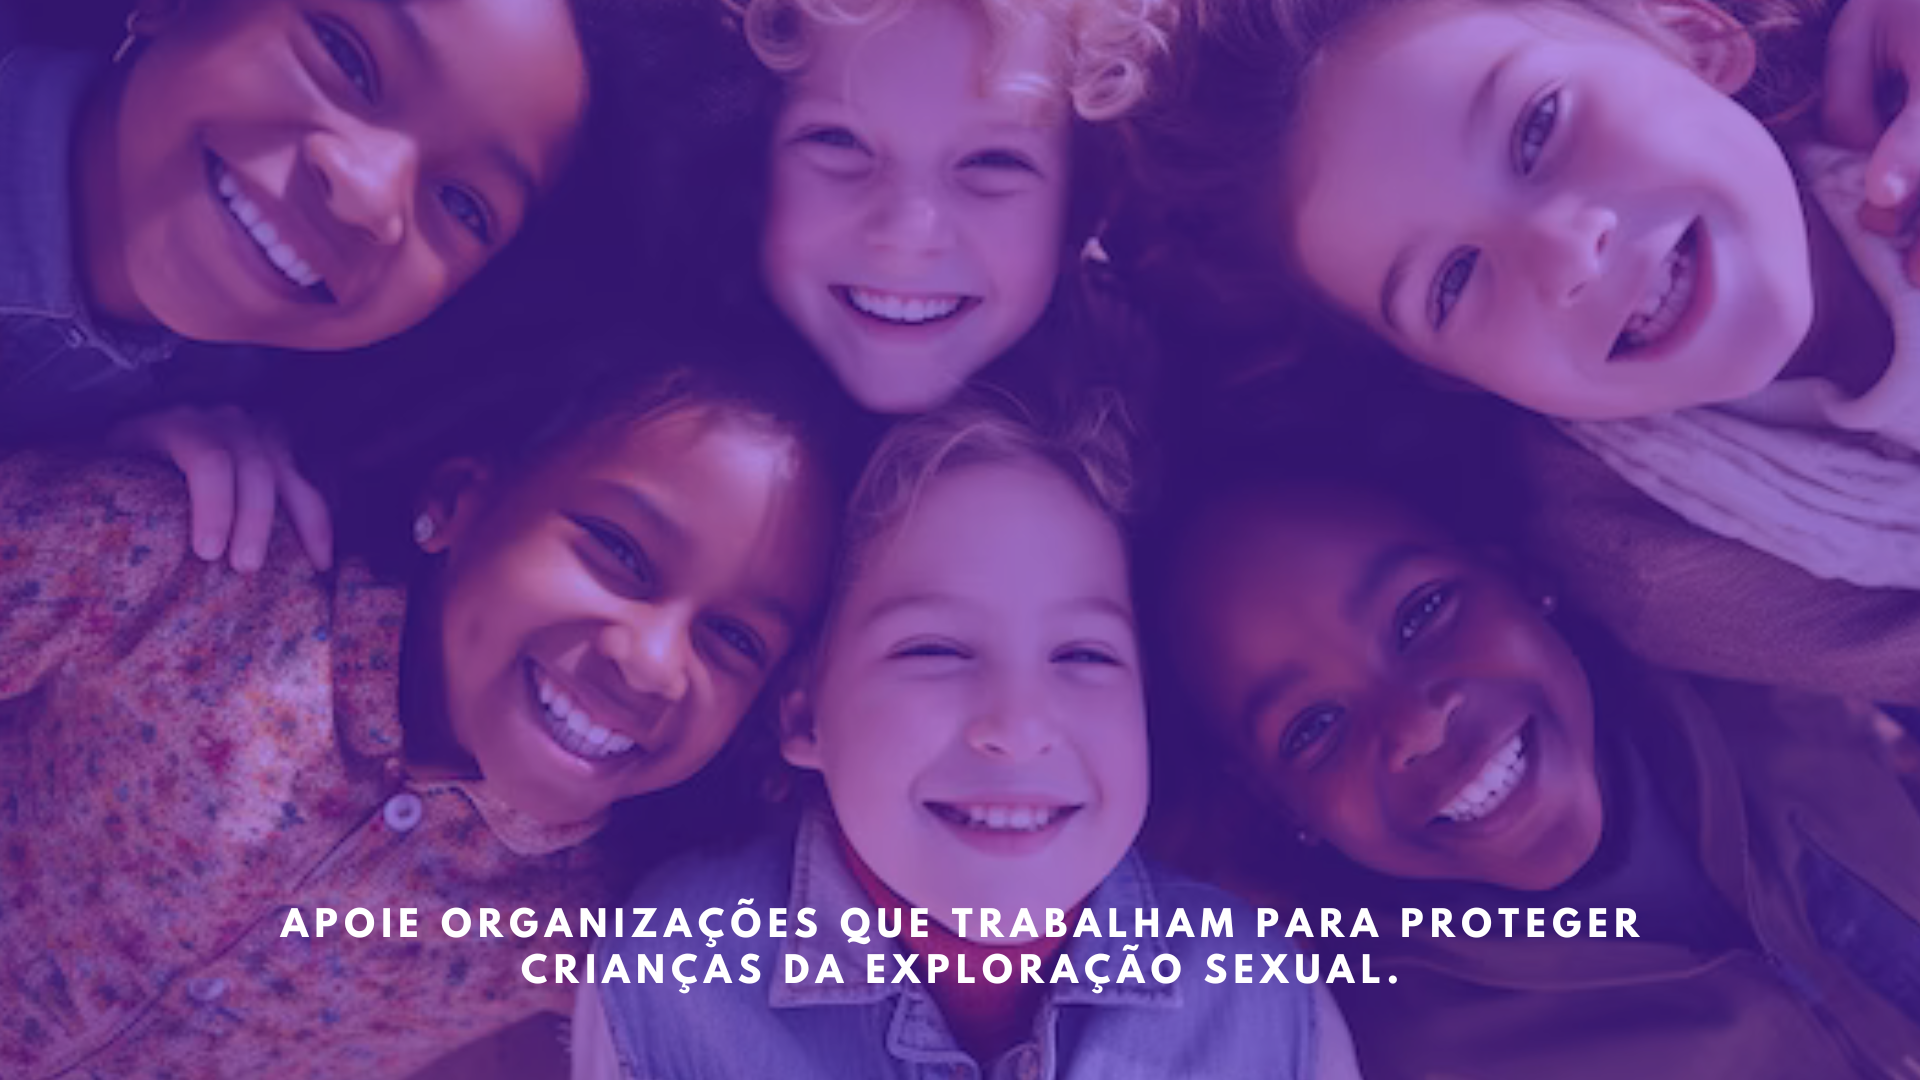 APOIE ORGANIZAÇÕES QUE TRABALHAM PARA PROTEGER
CRIANÇAS DA EXPLORAÇÃO SEXUAL.